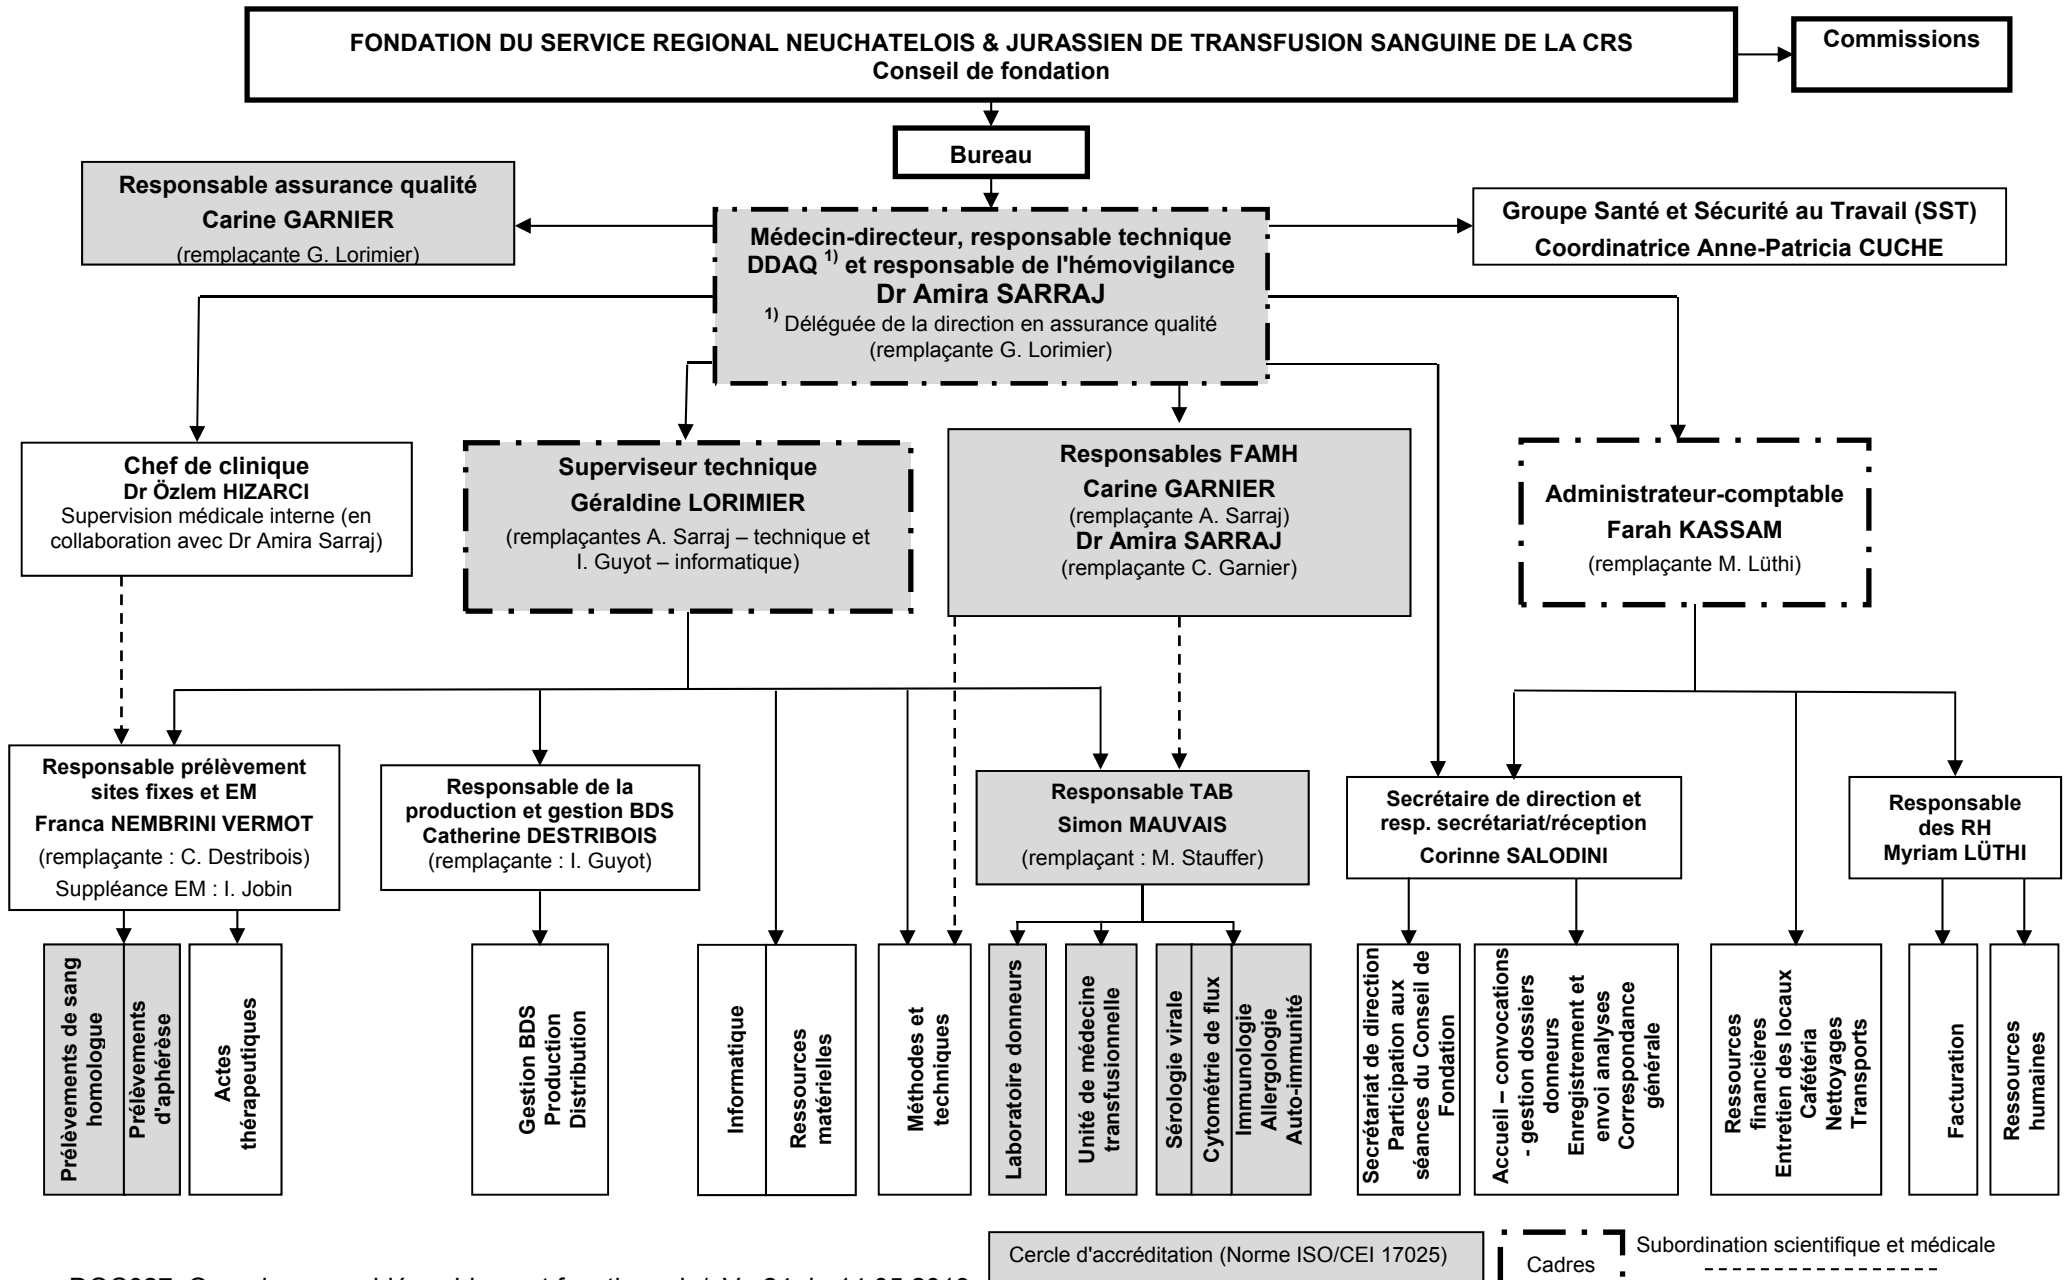 FONDATION DU SERVICE REGIONAL NEUCHATELOIS & JURASSIEN DE TRANSFUSION SANGUINE DE LA CRS
Conseil de fondation
Commissions
Bureau
Responsable assurance qualité
Carine GARNIER
(remplaçante G. Lorimier)
Médecin-directeur, responsable technique
DDAQ 1) et responsable de l'hémovigilance
Dr Amira SARRAJ
1) Déléguée de la direction en assurance qualité
(remplaçante G. Lorimier)
Groupe Santé et Sécurité au Travail (SST)
Coordinatrice Anne-Patricia CUCHE
Chef de clinique
Dr Özlem HIZARCI
Supervision médicale interne (en
collaboration avec Dr Amira Sarraj)
Superviseur technique
Géraldine LORIMIER
(remplaçantes A. Sarraj – technique et
I. Guyot – informatique)
Responsables FAMH
Carine GARNIER
(remplaçante A. Sarraj)
Dr Amira SARRAJ
(remplaçante C. Garnier)
Administrateur-comptable
Farah KASSAM
(remplaçante M. Lüthi)
Responsable prélèvement
sites fixes et EM
Franca NEMBRINI VERMOT
(remplaçante : C. Destribois)
Suppléance EM : I. Jobin
Responsable de la
production et gestion BDS
Catherine DESTRIBOIS
(remplaçante : I. Guyot)
Responsable TAB
Simon MAUVAIS
(remplaçant : M. Stauffer)
Secrétaire de direction et
resp. secrétariat/réception
Corinne SALODINI
Responsable
des RH
Myriam LÜTHI
Prélèvements de sang
homologue
Prélèvements
d'aphérèse
Actes
thérapeutiques
Gestion BDS
Production
Distribution
Informatique
Ressources
matérielles
Méthodes et
techniques
Laboratoire donneurs
Unité de médecine
transfusionnelle
Sérologie virale
Cytométrie de flux
Immunologie
Allergologie
Auto-immunité
Secrétariat de direction
Participation aux
séances du Conseil de
Fondation
Accueil – convocations
- gestion dossiers
donneurs
Enregistrement et
envoi analyses
Correspondance
générale
Ressources
financières
Entretien des locaux
Cafétéria
Nettoyages
Transports
Facturation
Ressources
humaines
Cercle d'accréditation (Norme ISO/CEI 17025)
Cadres
Subordination scientifique et médicale